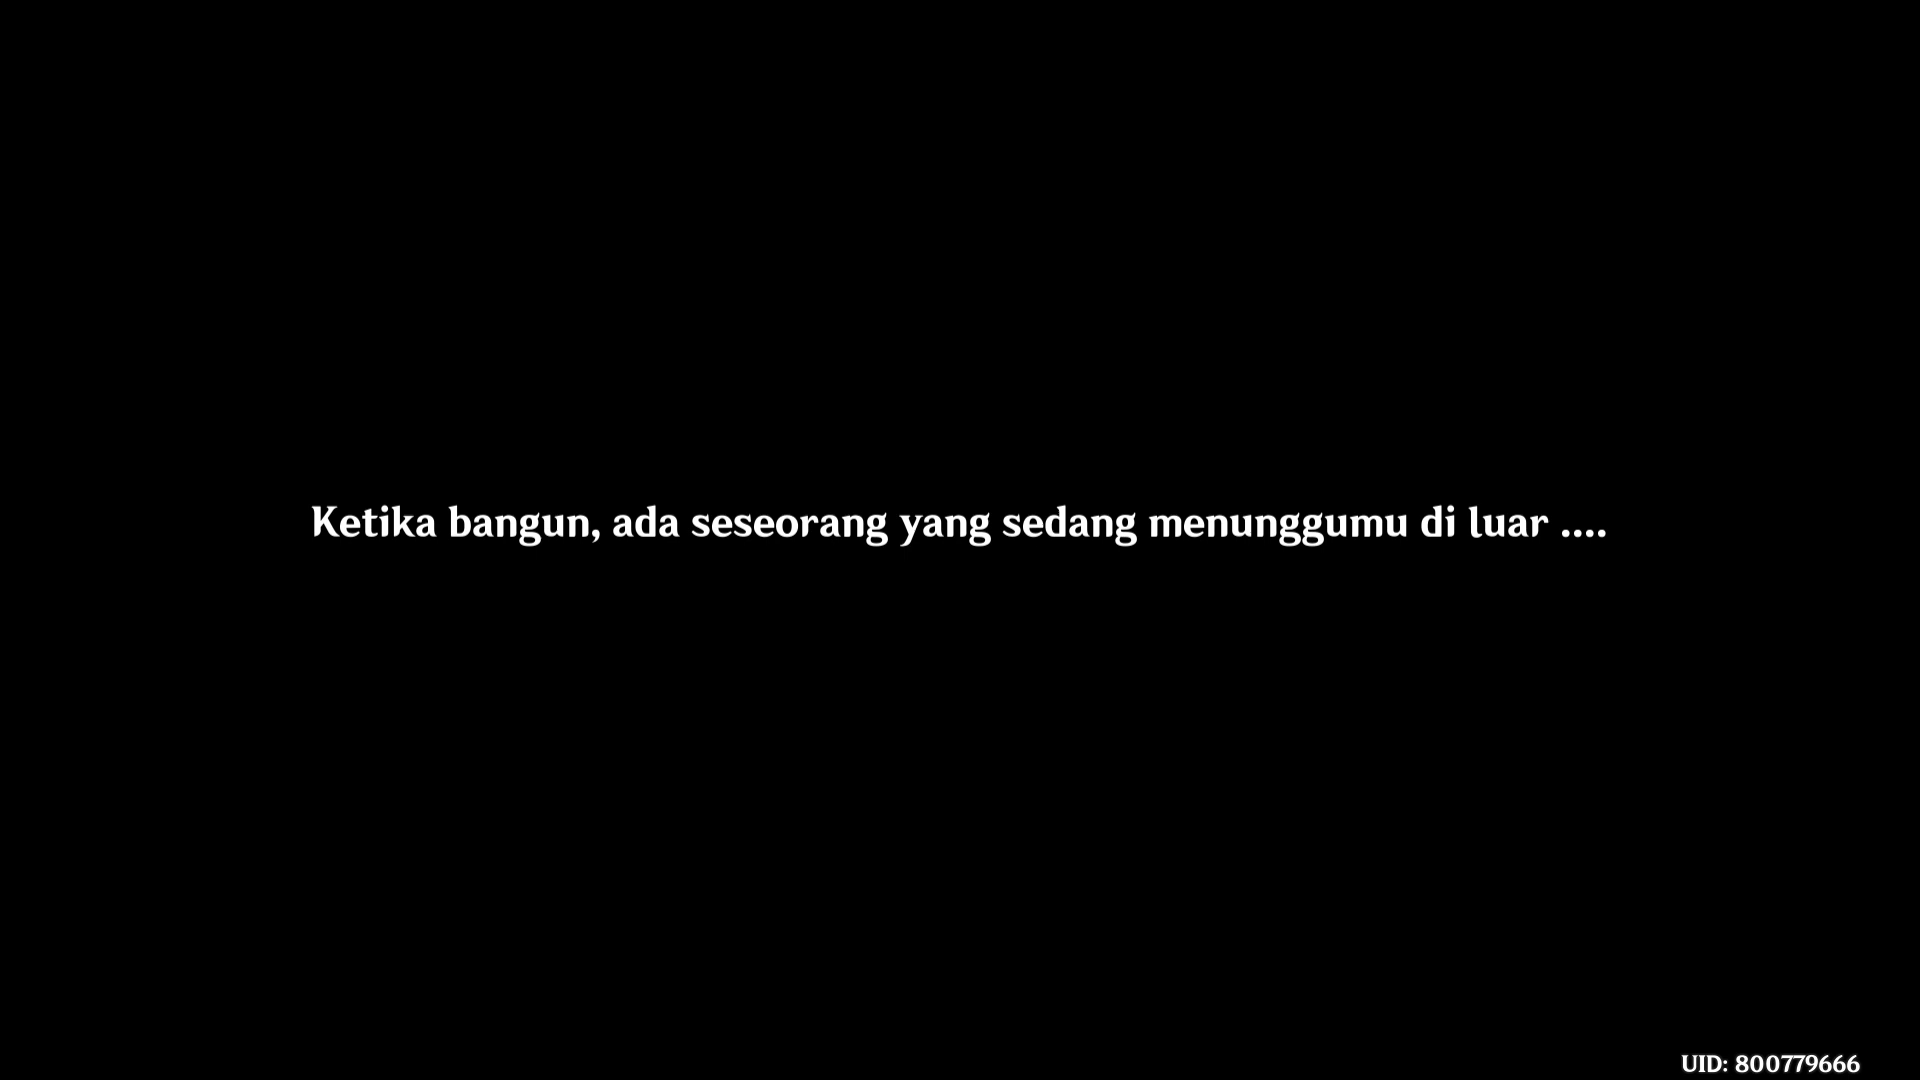 Ketika bangun, ada seseorang yang sedang menunggumu di luar ....
UID: 800779666